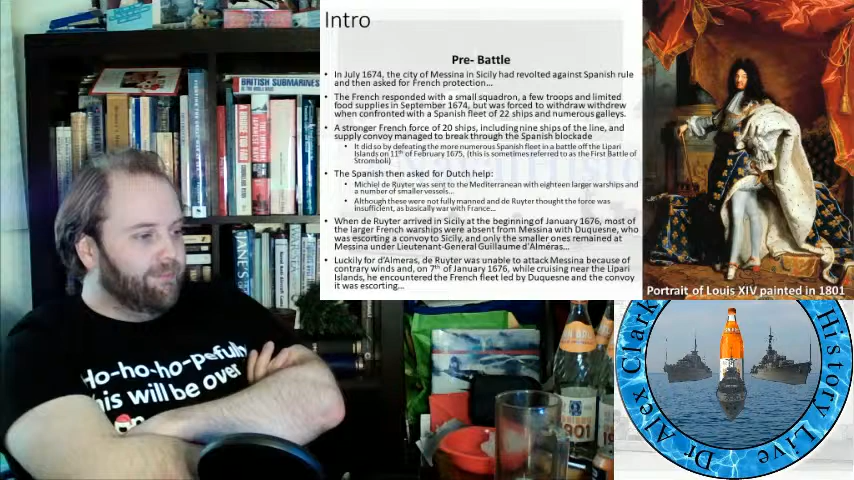 Intro
Pre- Battle
• In July 1674, the city of Messina in Sicily had revolted against Spanish rule
and then asked for French protection...
• The French responded with a small squadron, a few troops and limited
food supplies in September 1674, but was forced to withdraw withdrew
when confronted with a Spanish fleet of 22 ships and numerous galleys.
• A stronger French force of 20 ships, including nine ships of the line, and
supply convoy managed to break through the Spanish blockade
• It did so by defeating the more numerous Spanish fleet in a battle off the Lipari
Islands on 11th of February 1675, (this is sometimes referred to as the First Battle of
Stromboli)
• The Spanish then asked for Dutch help:
• Michiel de Ruyter was sent to the Mediterranean with eighteen larger warships and
a number of smaller vessels...
• Although these were not fully manned and de Ruyter thought the force was
insufficient, as basically war with France...
• When de Ruyter arrived in Sicily at the beginning of January 1676, most of
the larger French warships were absent from Messina with Duquesne, who
was escorting a convoy to Sicily, and only the smaller ones remained at
Messina under Lieutenant-General Guillaume d'Alméras...
• Luckily for d'Almeras, de Ruyter was unable to attack Messina because of
contrary winds and, on 7th of January 1676, while cruising near the Lipari
Islands, he encountered the French fleet led by Duquesne and the convoy
it was escorting...
Portrait of Louis XIV painted in 1801
BRITISH SUBMARINES
JANE'S
Ho-ho-ho-pefully
this will be over
1901
Dr Alex Clark
History Live